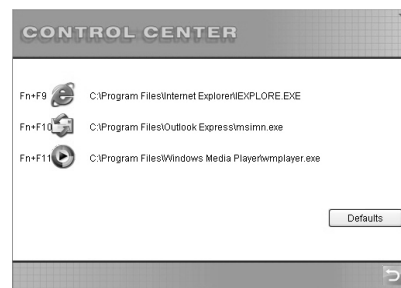 CONTROL CENTER
Fn+F9 C:\Program Files\Internet Explorer\IEXPLORE.EXE
Fn+F10 C:\Program Files\Outlook Express\msimn.exe
Fn+F11 C:\Program Files\Windows Media Player\wmplayer.exe
Defaults